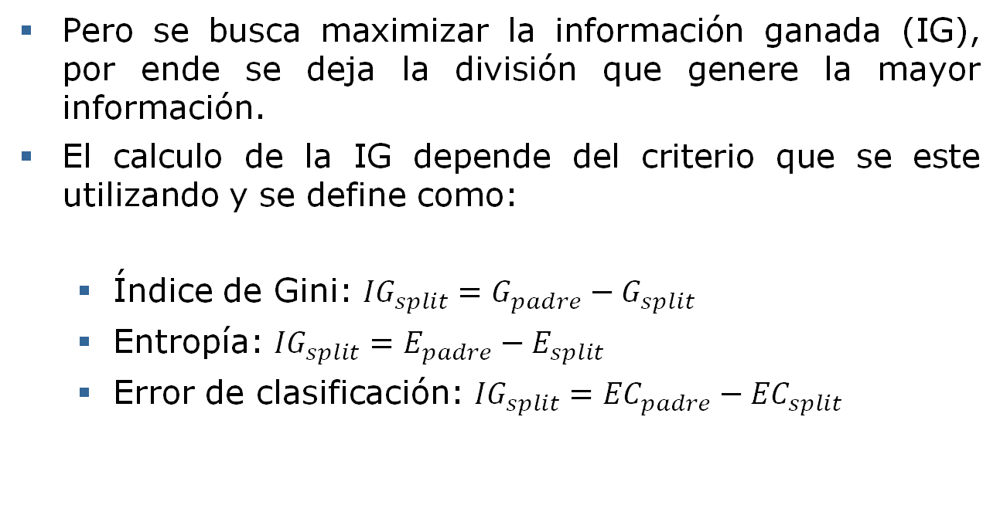 ▪ Pero se busca maximizar la información ganada (IG),
por ende se deja la división que genere la mayor
información.
▪ El calculo de la IG depende del criterio que se este
utilizando y se define como:
▪ Índice de Gini: $IG_{split} = G_{padre} - G_{split}$
▪ Entropía: $IG_{split} = E_{padre} - E_{split}$
▪ Error de clasificación: $IG_{split} = EC_{padre} - EC_{split}$